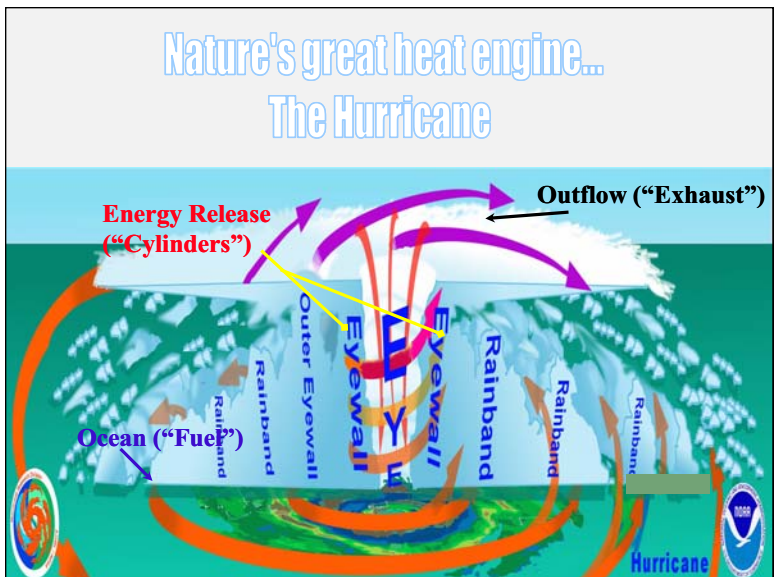 Nature's great heat engine...
The Hurricane
Outflow (“Exhaust”)
Energy Release
(“Cylinders”)
Outer Eyewall
Eyewall
EYE
Eyewall
Rainband
Rainband
Rainband
Rainband
Rainband
Ocean (“Fuel”)
NOAA
Hurricane